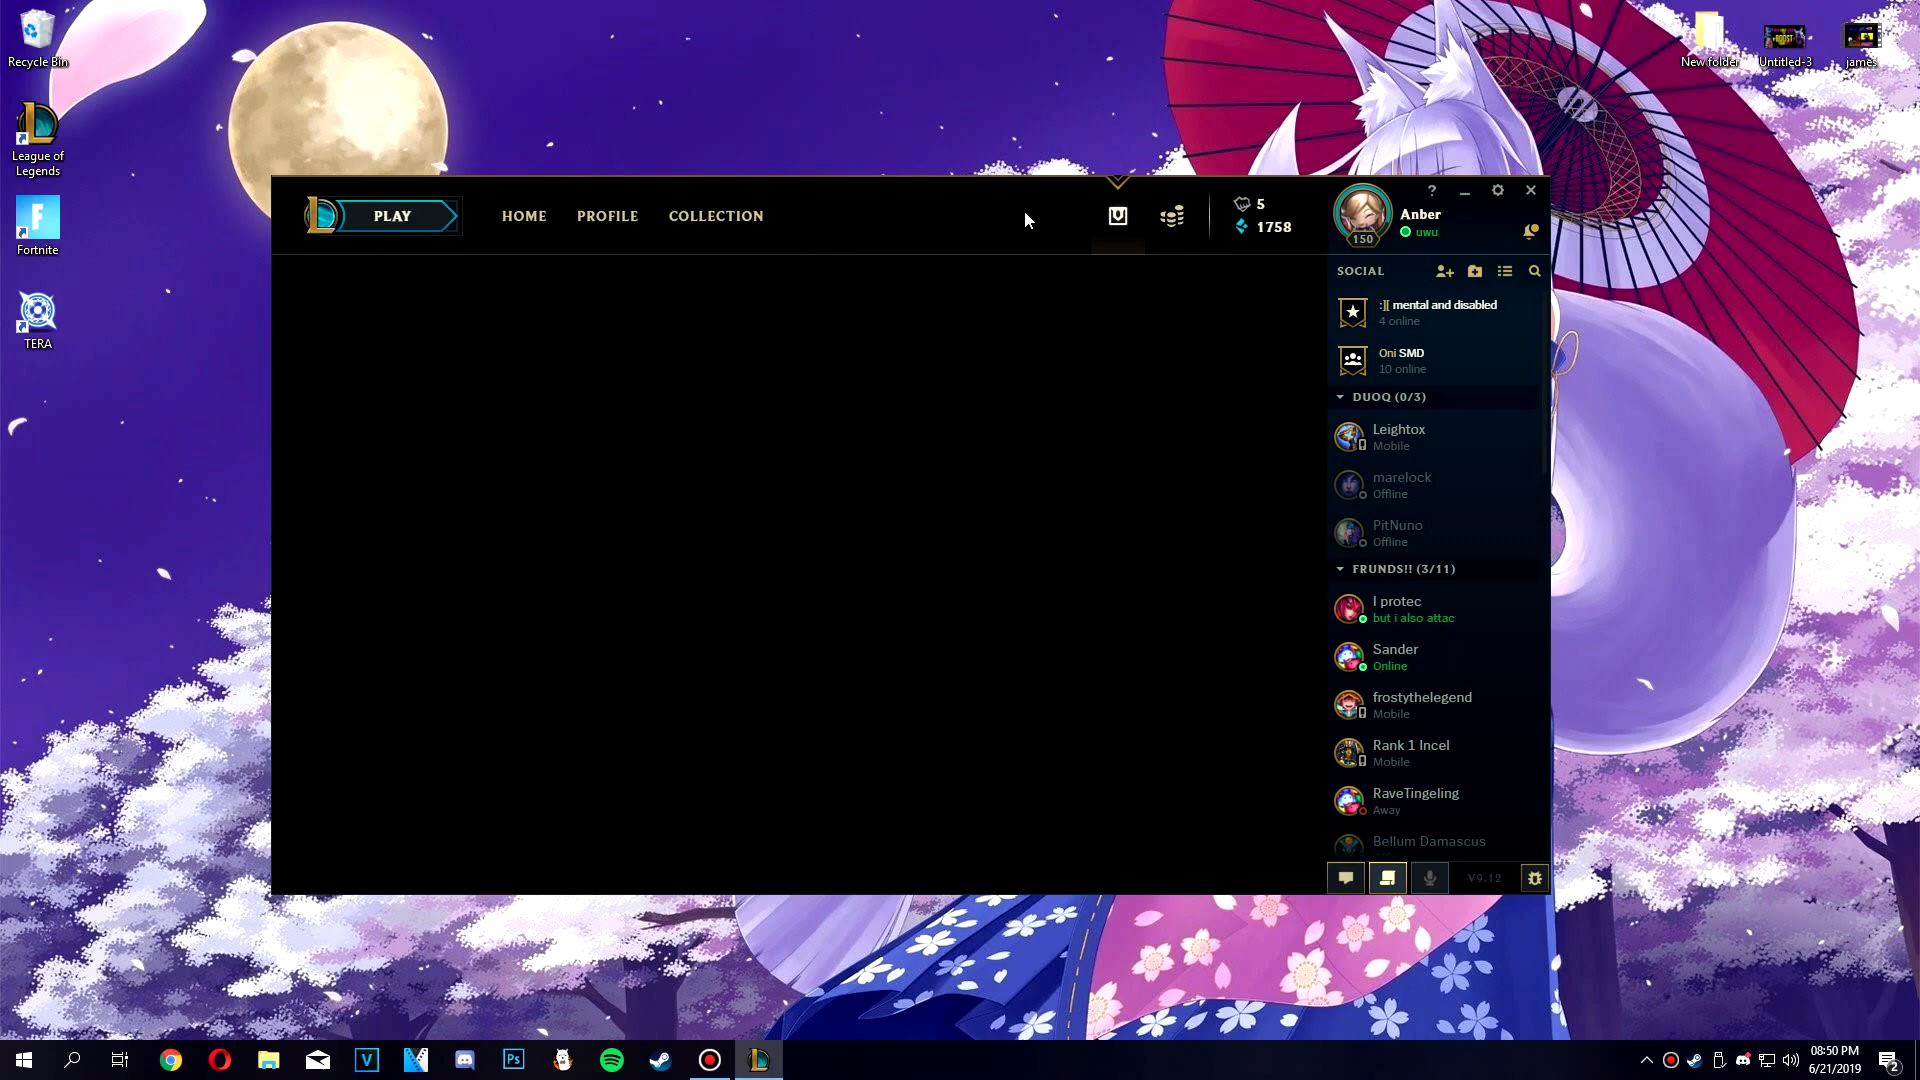 Recycle Bin
League of
Legends
Fortnite
TERA
New folder
Untitled-3
james
PLAY
HOME
PROFILE
COLLECTION
5
1758
150
Anber
uwu
SOCIAL
:][ mental and disabled
4 online
Oni SMD
10 online
DUOQ (0/3)
Leightox
Mobile
marelock
Offline
PitNuno
Offline
FRUNDS!! (3/11)
I protec
but i also attac
Sander
Online
frostythelegend
Mobile
Rank 1 Incel
Mobile
RaveTingeling
Away
Bellum Damascus
V9.12
08:50 PM
6/21/2019
2